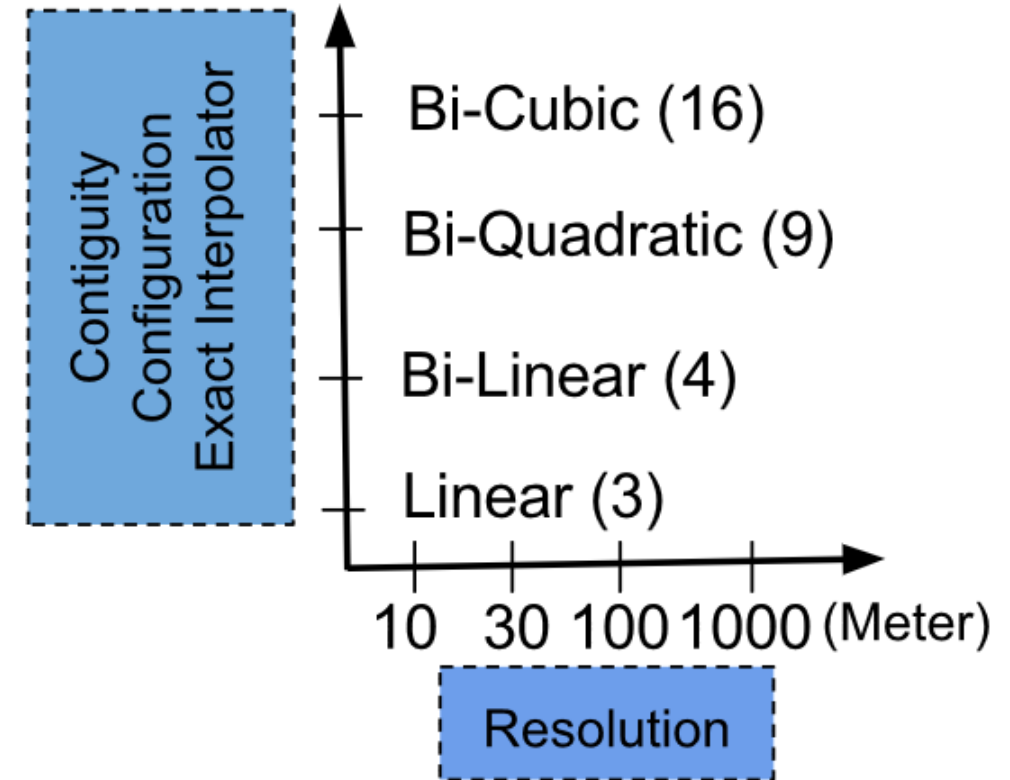 Contiguity
Configuration
Exact Interpolator
Bi-Cubic (16)
Bi-Quadratic (9)
Bi-Linear (4)
Linear (3)
10 30 100 1000 (Meter)
Resolution